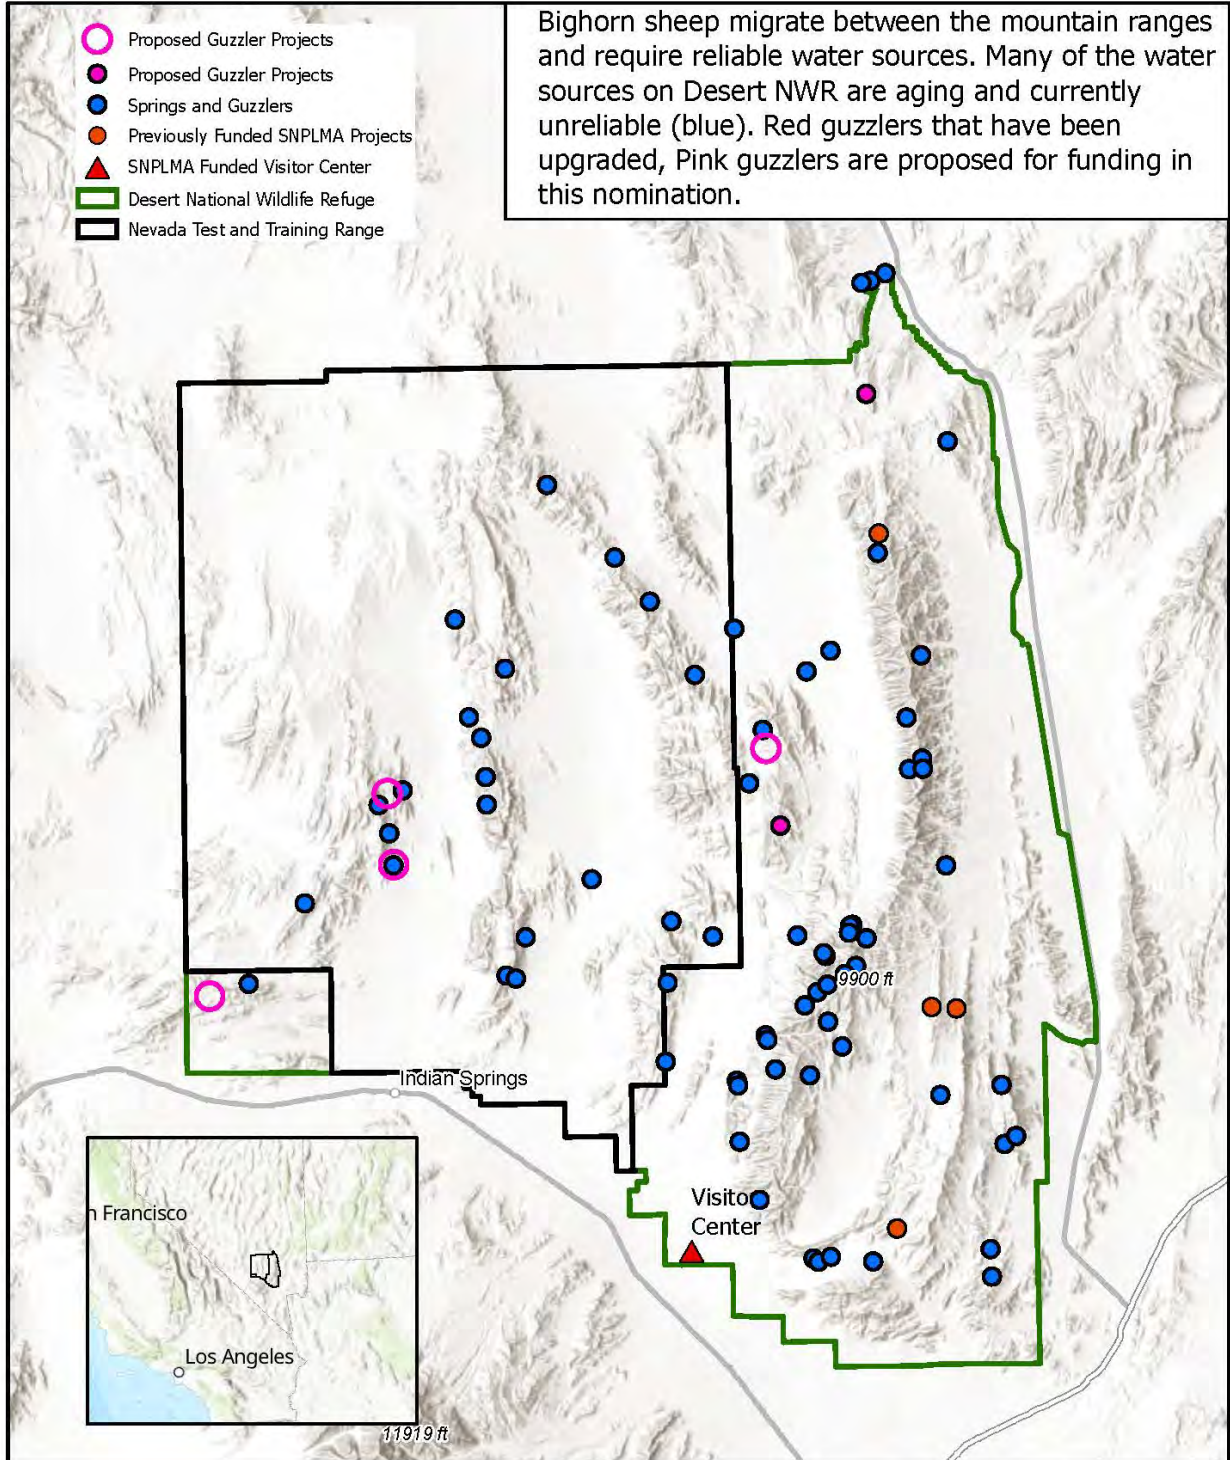 Proposed Guzzler Projects
Proposed Guzzler Projects
Springs and Guzzlers
Previously Funded SNPLMA Projects
SNPLMA Funded Visitor Center
Desert National Wildlife Refuge
Nevada Test and Training Range
Bighorn sheep migrate between the mountain ranges
and require reliable water sources. Many of the water
sources on Desert NWR are aging and currently
unreliable (blue). Red guzzlers that have been
upgraded, Pink guzzlers are proposed for funding in
this nomination.
9900 ft
Indian Springs
Visitor
Center
n Francisco
Los Angeles
11919 ft